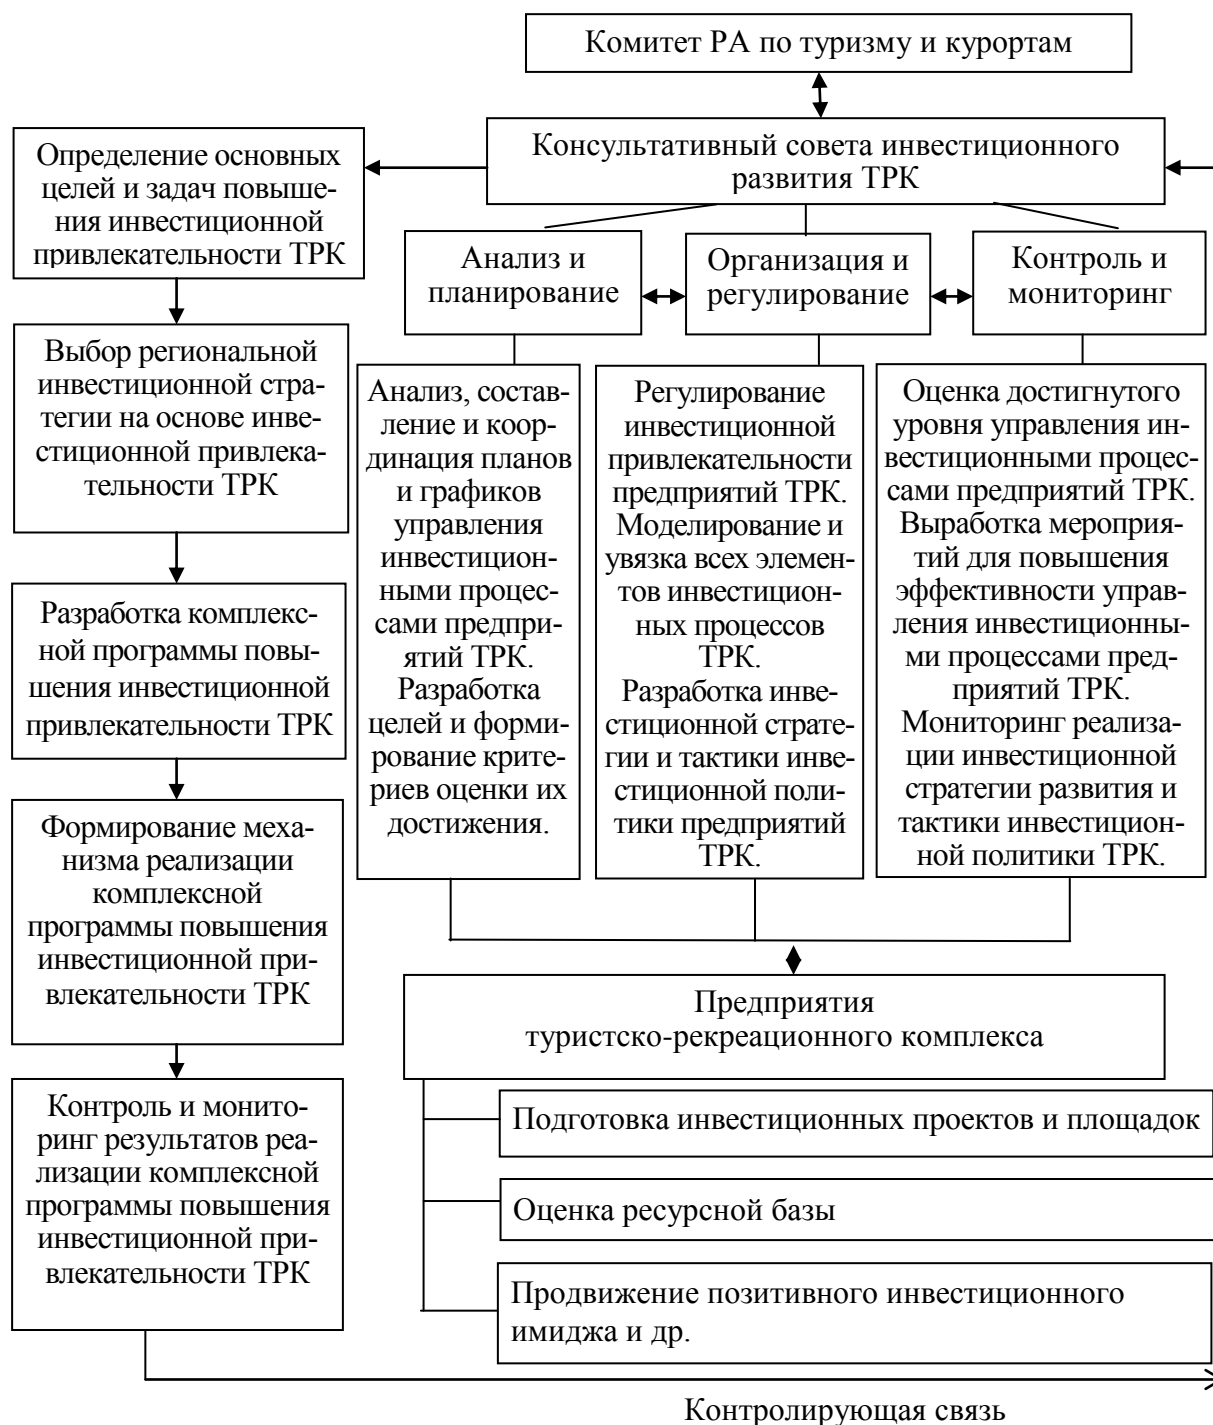 Комитет РА по туризму и курортам
Консультативный совета инвестиционного
развития ТРК
Определение основных
целей и задач повыше-
ния инвестиционной
привлекательности ТРК
Выбор региональной
инвестиционной стра-
тегии на основе инве-
стиционной привлека-
тельности ТРК
Разработка комплекс-
ной программы повы-
шения инвестиционной
привлекательности ТРК
Формирование меха-
низма реализации
комплексной
программы повышения
инвестиционной при-
влекательности ТРК
Контроль и монито-
ринг результатов реа-
лизации комплексной
программы повышения
инвестиционной при-
влекательности ТРК
Анализ и
планирование
Организация и
регулирование
Контроль и
мониторинг
Анализ, состав-
ление и коор-
динация планов
и графиков
управления
инвестицион-
ными процес-
сами предпри-
ятий ТРК.
Разработка
целей и форми-
рование крите-
риев оценки их
достижения.
Регулирование
инвестиционной
привлекательности
предприятий ТРК.
Моделирование и
увязка всех элемен-
тов инвестицион-
ных процессов
ТРК.
Разработка инве-
стиционной страте-
гии и тактики инве-
стиционной поли-
тики предприятий
ТРК.
Оценка достигнутого
уровня управления ин-
вестиционными процес-
сами предприятий ТРК.
Выработка мероприя-
тий для повышения
эффективности управ-
ления инвестиционны-
ми процессами пред-
приятий ТРК.
Мониторинг реализа-
ции инвестиционной
стратегии развития и
тактики инвестицион-
ной политики ТРК.
Предприятия
туристско-рекреационного комплекса
Подготовка инвестиционных проектов и площадок
Оценка ресурсной базы
Продвижение позитивного инвестиционного
имиджа и др.
Контролирующая связь